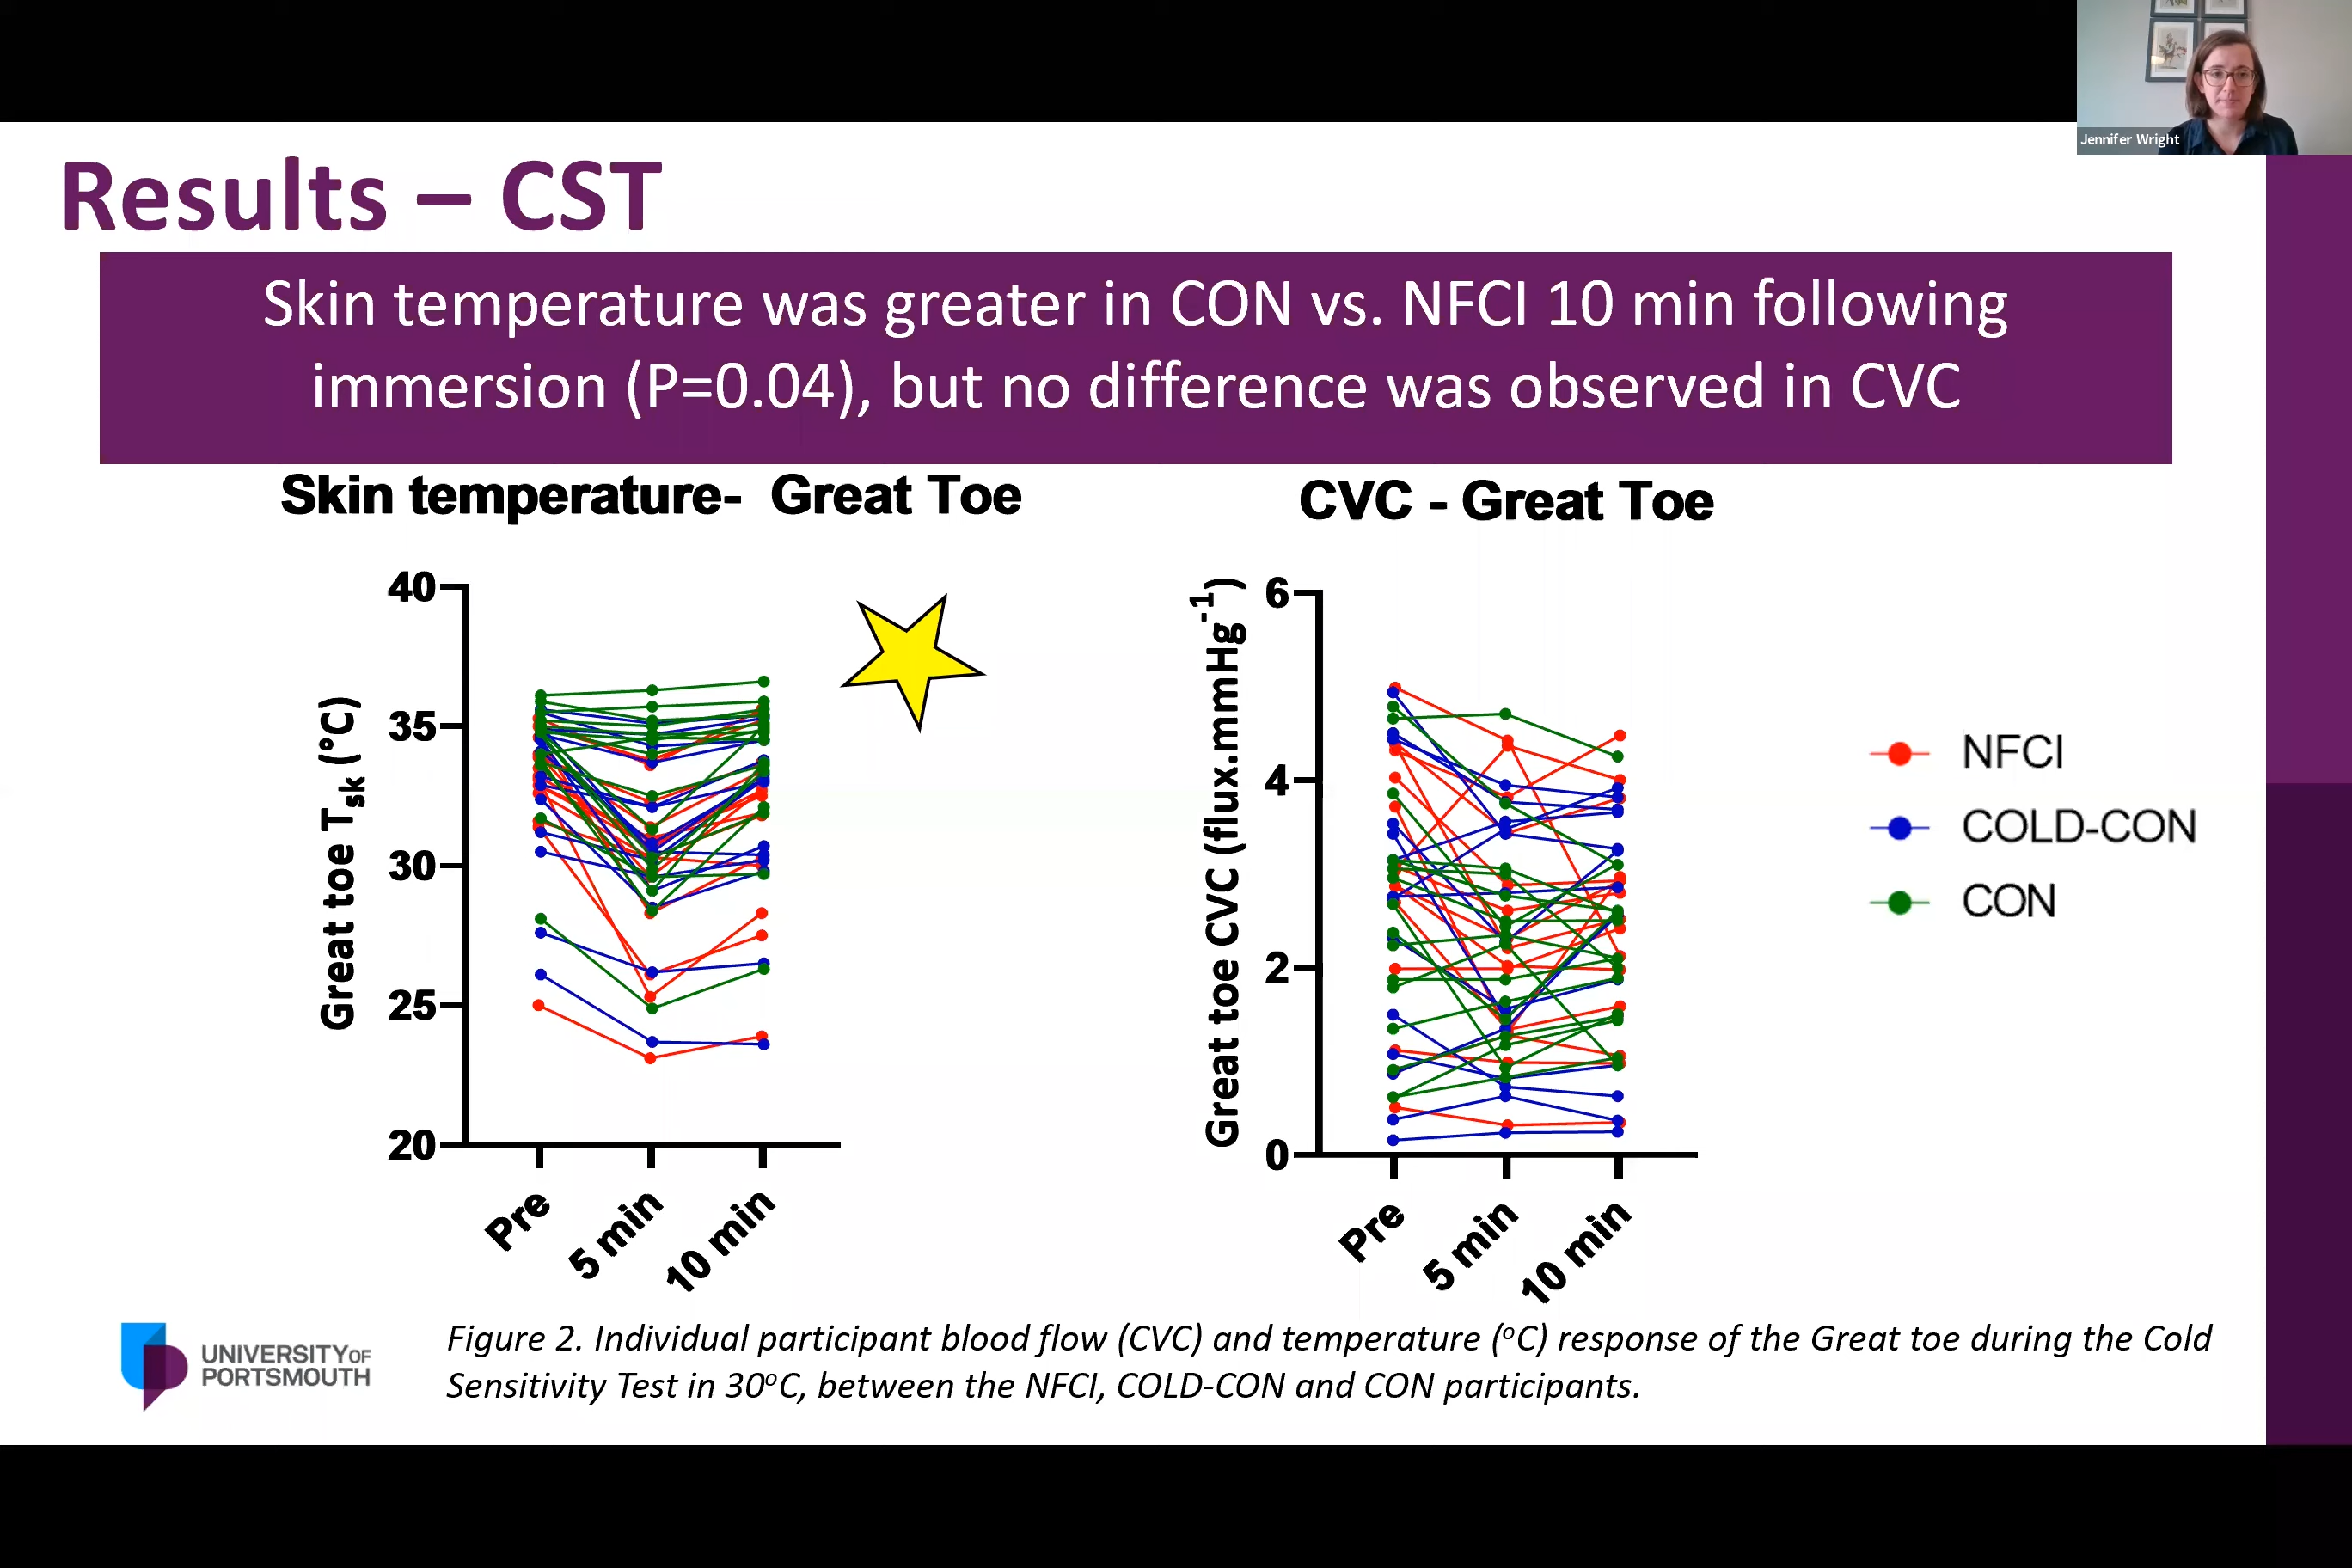 Jennifer Wright
Results – CST
Skin temperature was greater in CON vs. NFCI 10 min following
immersion (P=0.04), but no difference was observed in CVC
Skin temperature- Great Toe
Great toe Tsk (°C)
40
35
30
25
20
Pre
5 min
10 min
CVC - Great Toe
Great toe CVC (flux.mmHg-1)
6
4
2
0
Pre
5 min
10 min
NFCI
COLD-CON
CON
UNIVERSITY OF
PORTSMOUTH
Figure 2. Individual participant blood flow (CVC) and temperature (oC) response of the Great toe during the Cold
Sensitivity Test in 30oC, between the NFCI, COLD-CON and CON participants.